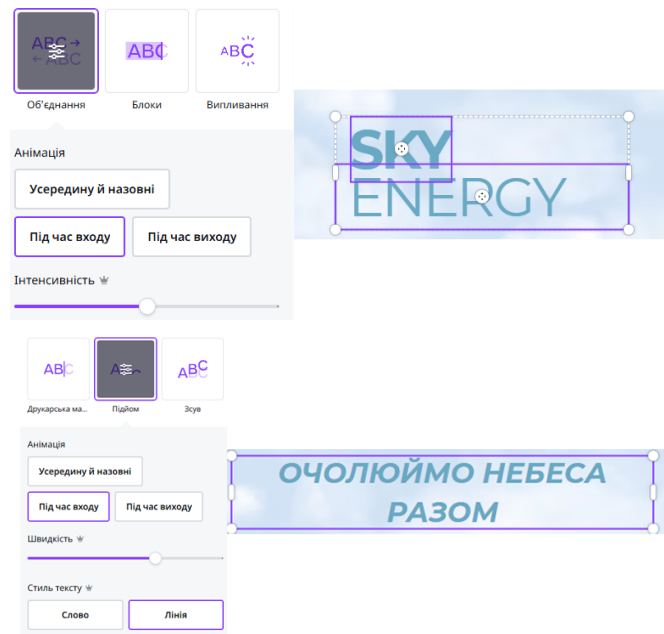 ABC →
← ABC
ABC
ABC
Об'єднання
Блоки
Випливання
Анімація
Усередину й назовні
Під час входу
Під час виходу
Інтенсивність
SKY
ENERGY
ABC
ABC
Друкарська ма...
Підйом
Зсув
Анімація
Усередину й назовні
Під час входу
Під час виходу
Швидкість
Стиль тексту
Слово
Лінія
ОЧОЛЮЙМО НЕБЕСА
РАЗОМ